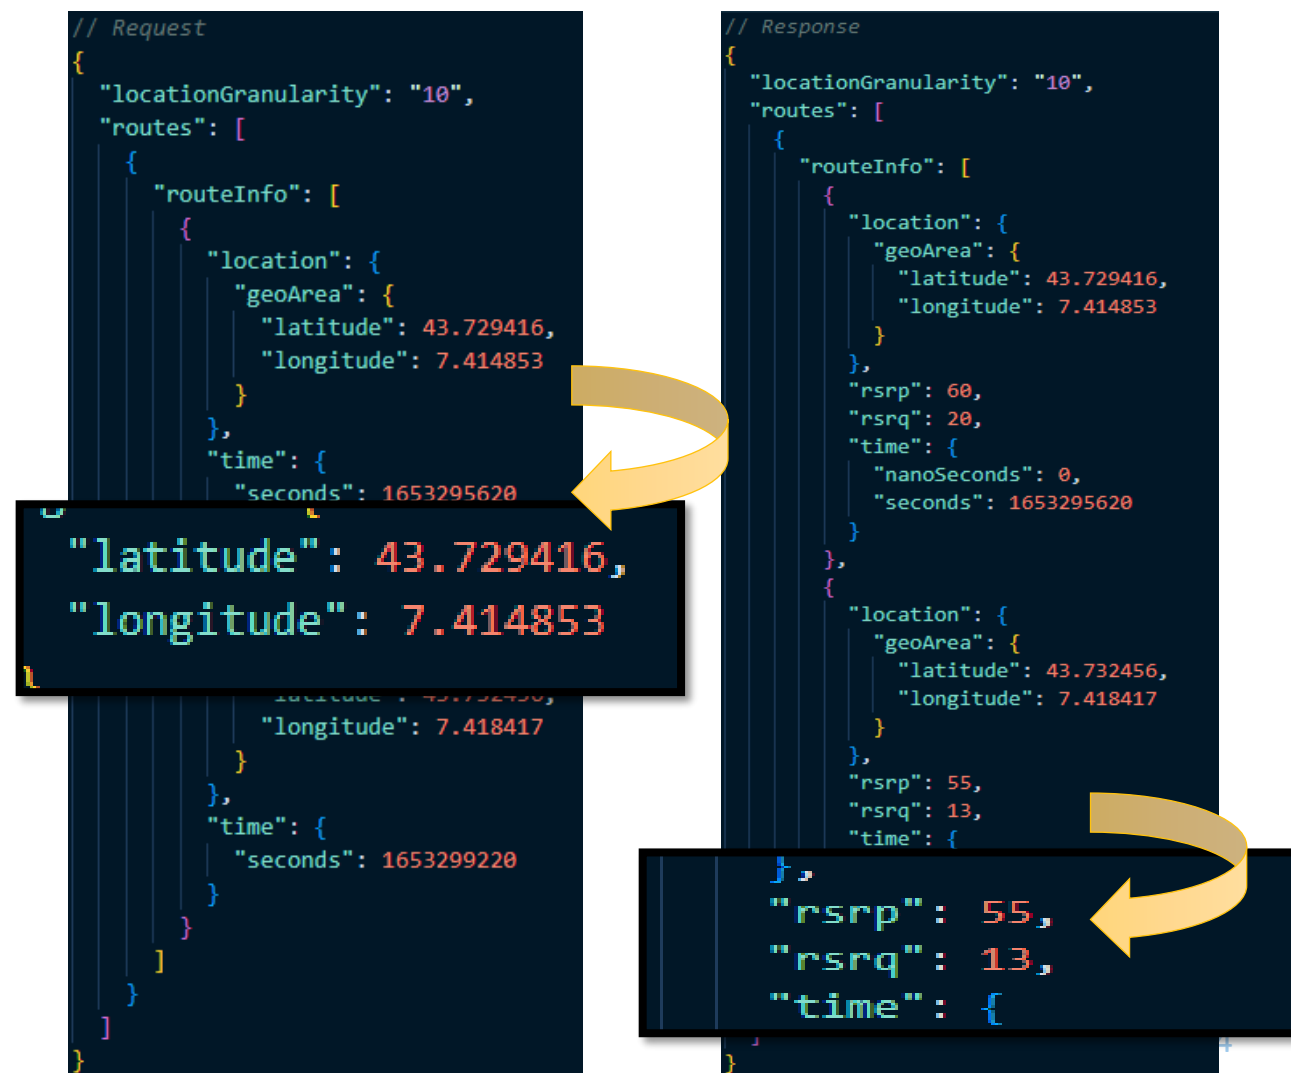 // Request
{
"locationGranularity": "10",
"routes": [
{
"routeInfo": [
{
"location": {
"geoArea": {
"latitude": 43.729416,
"longitude": 7.414853
}
},
"time": {
"seconds": 1653295620
"latitude": 43.729416,
"longitude": 7.414853
"latitude": 43.732456,
"longitude": 7.418417
}
},
"time": {
"seconds": 1653299220
}
}
]
}
]
}
// Response
{
"locationGranularity": "10",
"routes": [
{
"routeInfo": [
{
"location": {
"geoArea": {
"latitude": 43.729416,
"longitude": 7.414853
}
},
"rsrp": 60,
"rsrq": 20,
"time": {
"nanoSeconds": 0,
"seconds": 1653295620
}
},
{
"location": {
"geoArea": {
"latitude": 43.732456,
"longitude": 7.418417
}
},
"rsrp": 55,
"rsrq": 13,
"time": {
},
"rsrp": 55,
"rsrq": 13,
"time": {
]
}